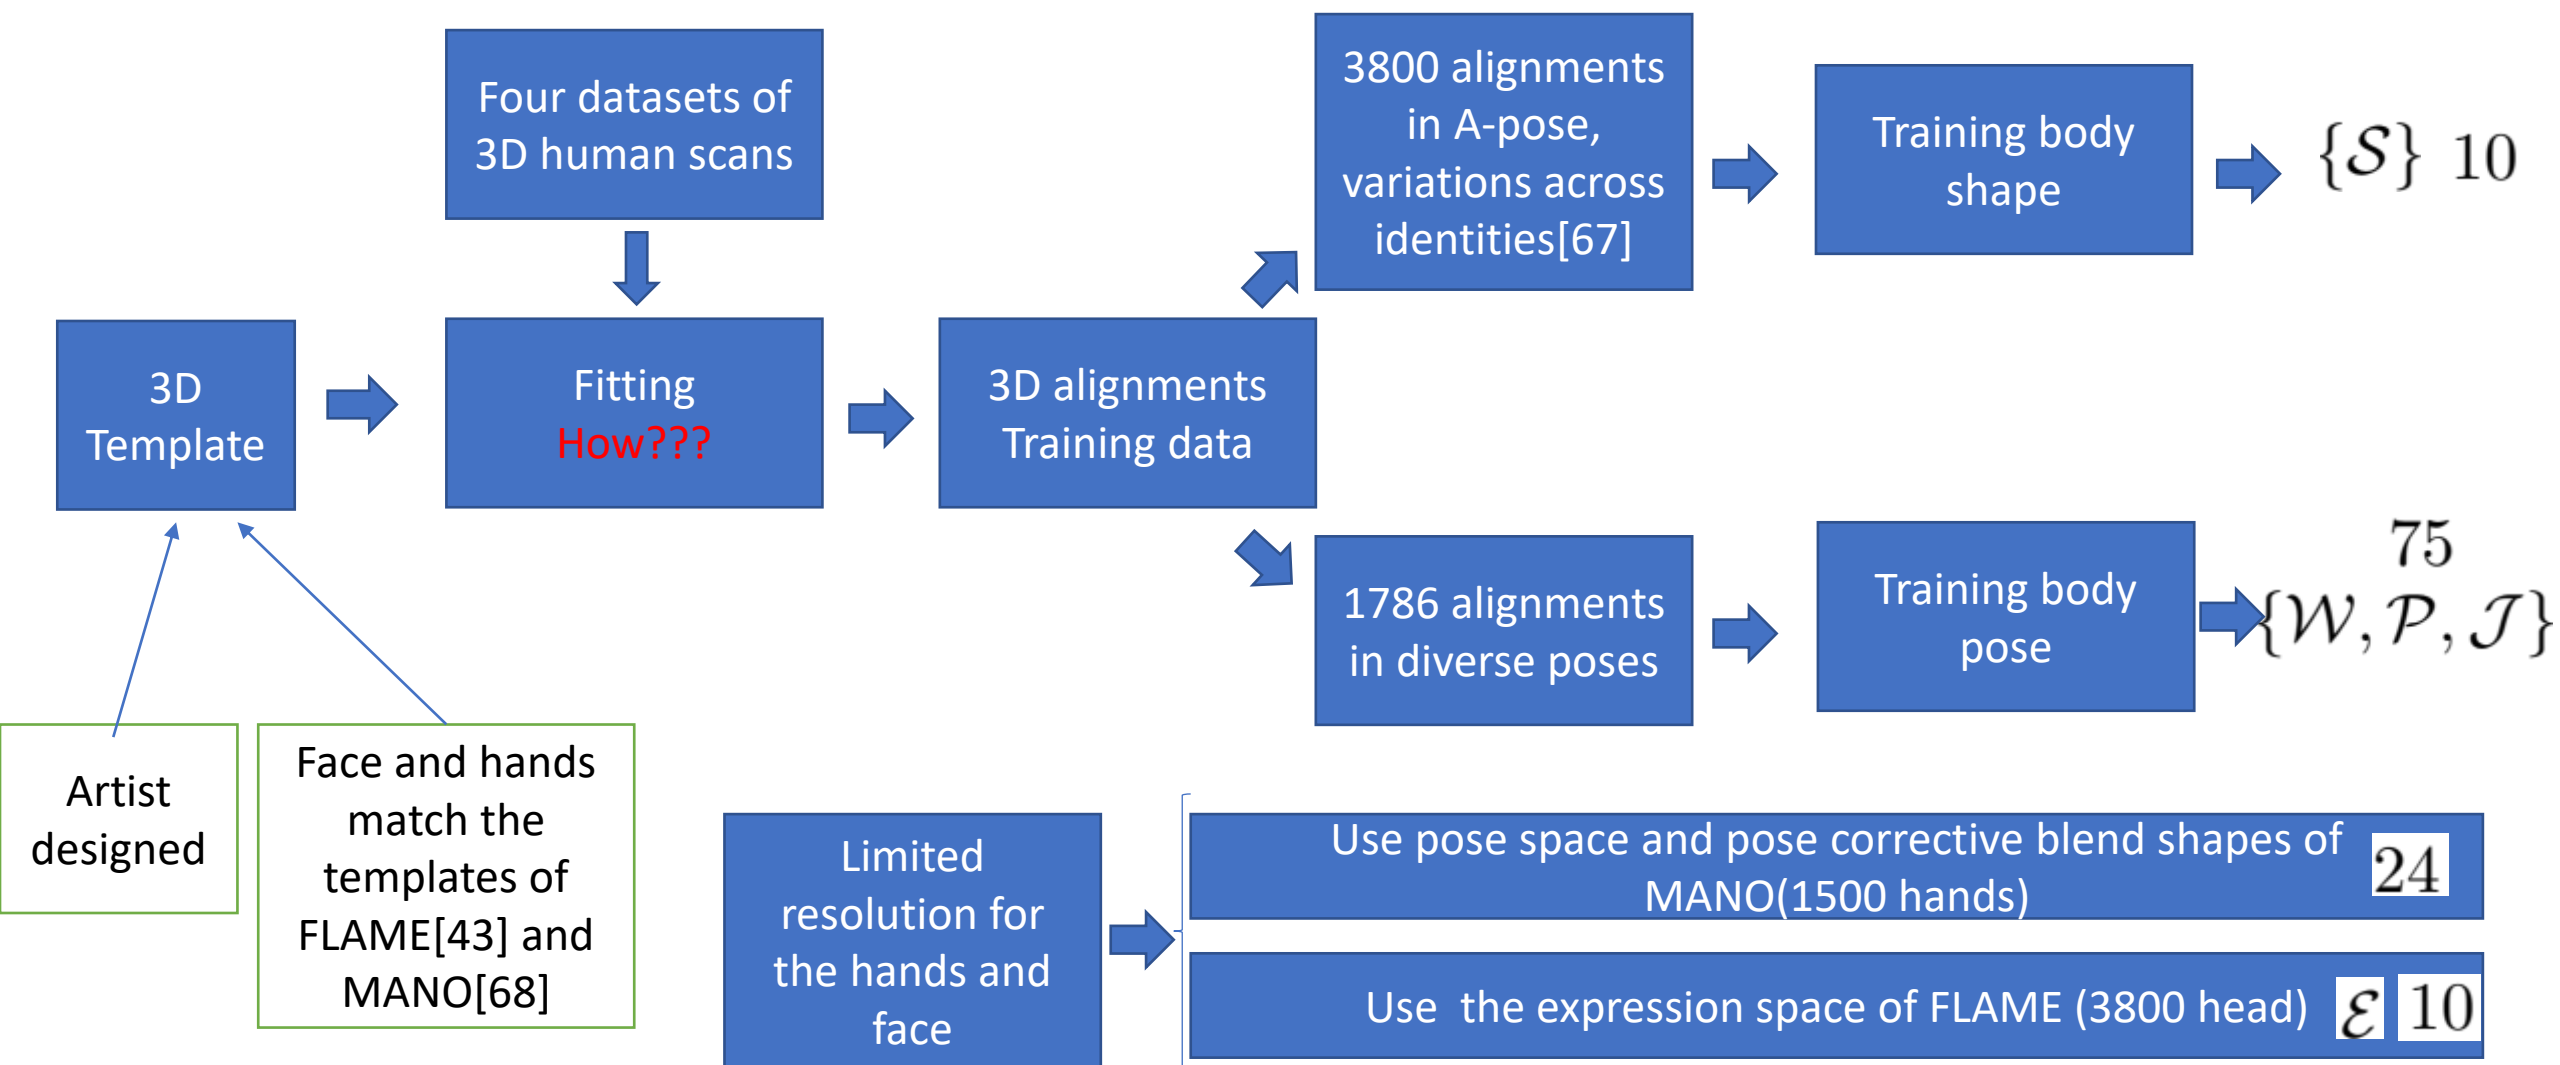 Four datasets of
3D human scans
3800 alignments
in A-pose,
variations across
identities[67]
Training body
shape
{𝒮} 10
3D
Template
Fitting
How???
3D alignments
Training data
1786 alignments
in diverse poses
Training body
pose
75
{𝒲, 𝒫, 𝒥}
Artist
designed
Face and hands
match the
templates of
FLAME[43] and
MANO[68]
Limited
resolution for
the hands and
face
Use pose space and pose corrective blend shapes of
MANO(1500 hands)
24
Use the expression space of FLAME (3800 head) ℰ 10